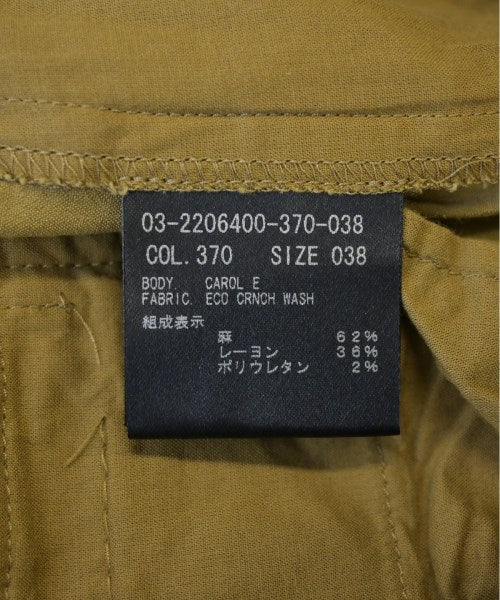 03-2206400-370-038
COL.370 SIZE 038
BODY. CAROL E
FABRIC. ECO CRNCH WASH
組成表示
麻 62%
レーヨン 36%
ポリウレタン 2%